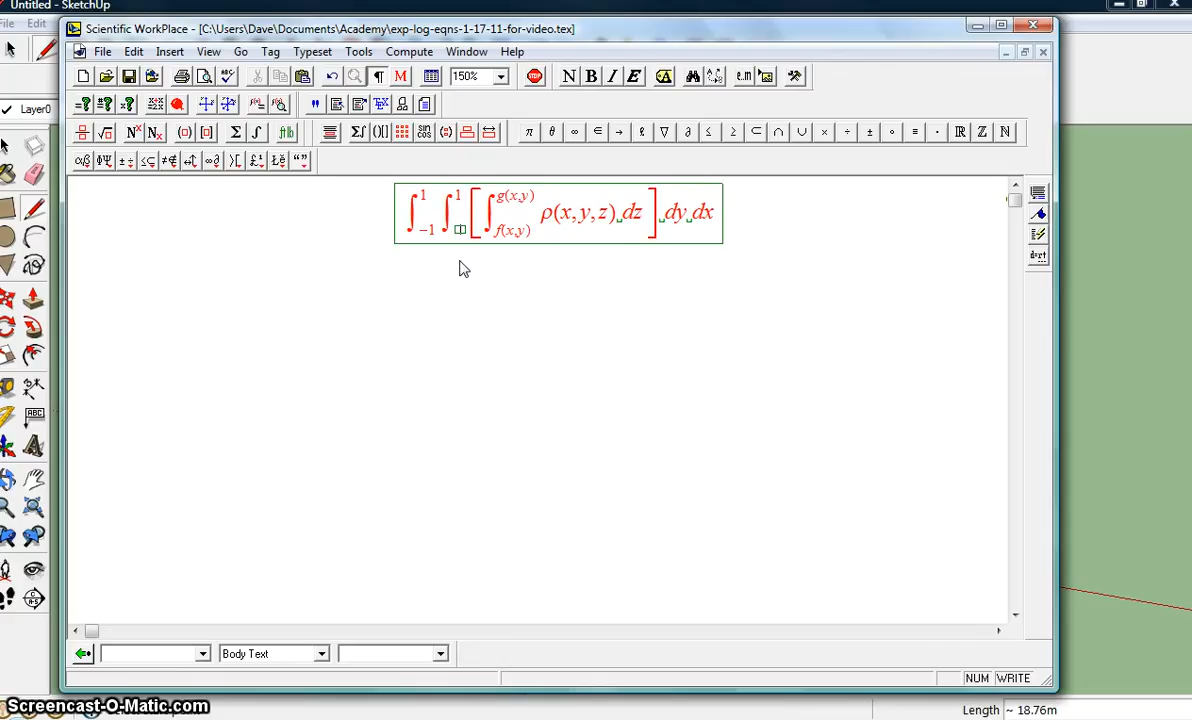 Untitled - SketchUp
File Edit
Scientific WorkPlace - [C:\Users\Dave\Documents\Academy\exp-log-eqns-1-17-11-for-video.tex]
File Edit Insert View Go Tag Typeset Tools Compute Window Help
M 150% STOP N B I E e.m
Layer0
π θ ∞ ∈ → ℓ ∇ ∂ ≤ ≥ ⊂ ∩ ∪ × ÷ ± ∘ ≡ · ℝ ℤ ℕ
∫_{-1}^{1} ∫^{1} [ ∫_{f(x,y)}^{g(x,y)} ρ(x,y,z) dz ] dy dx
ABC
Body Text
NUM WRITE
Screencast-O-Matic.com
Length ~ 18.76m